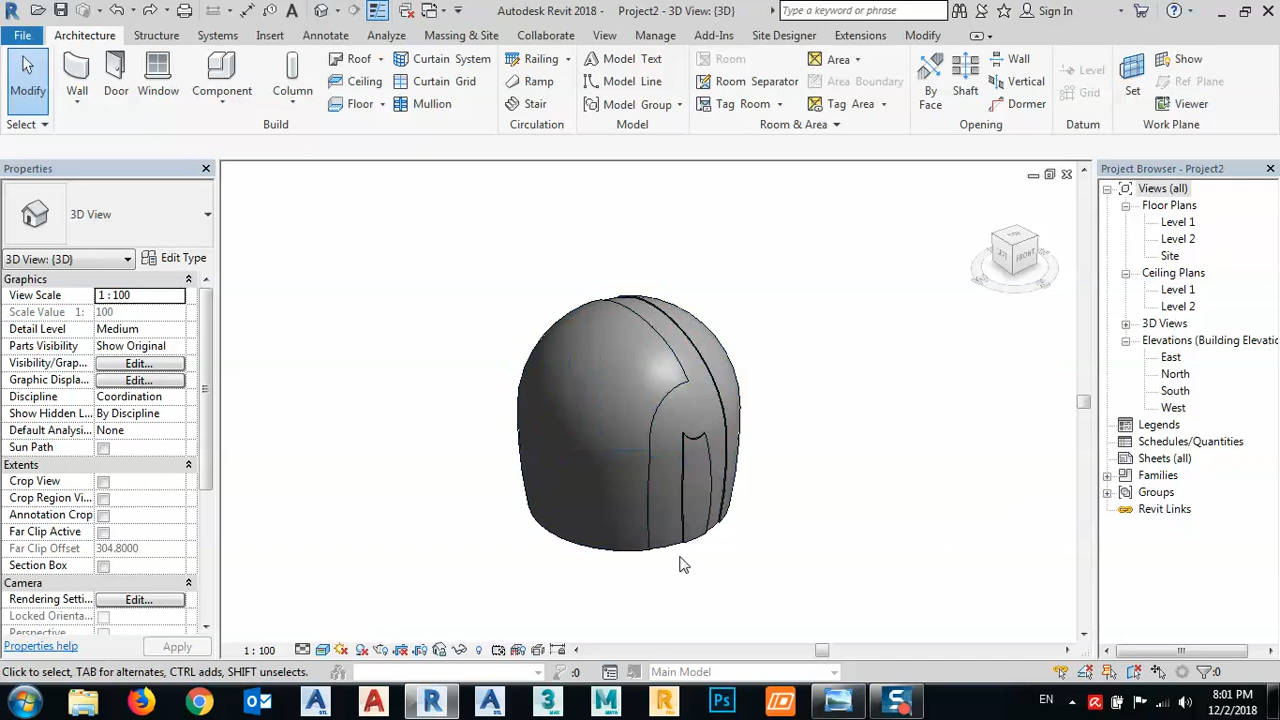 Autodesk Revit 2018 - Project2 - 3D View: {3D}
Type a keyword or phrase
Sign In
File Architecture Structure Systems Insert Annotate Analyze Massing & Site Collaborate View Manage Add-Ins Site Designer Extensions Modify
Modify
Wall
Door
Window
Component
Column
Roof
Ceiling
Floor
Curtain System
Curtain Grid
Mullion
Railing
Ramp
Stair
Model Text
Model Line
Model Group
Room
Room Separator
Tag Room
Area
Area Boundary
Tag Area
By
Face
Shaft
Wall
Vertical
Dormer
Level
Grid
Set
Show
Ref Plane
Viewer
Select Build Circulation Model Room & Area Opening Datum Work Plane
Properties
3D View
3D View: {3D} Edit Type
Graphics
View Scale 1 : 100
Scale Value 1: 100
Detail Level Medium
Parts Visibility Show Original
Visibility/Grap... Edit...
Graphic Displa... Edit...
Discipline Coordination
Show Hidden L... By Discipline
Default Analysi... None
Sun Path
Extents
Crop View
Crop Region Vi...
Annotation Crop
Far Clip Active
Far Clip Offset 304.8000
Section Box
Camera
Rendering Setti... Edit...
Locked Orienta...
Perspective
Properties help Apply
FRONT
Project Browser - Project2
Views (all)
Floor Plans
Level 1
Level 2
Site
Ceiling Plans
Level 1
Level 2
3D Views
Elevations (Building Elevatio
East
North
South
West
Legends
Schedules/Quantities
Sheets (all)
Families
Groups
Revit Links
1 : 100
Click to select, TAB for alternates, CTRL adds, SHIFT unselects.
:0
Main Model
:0
EN
8:01 PM
12/2/2018